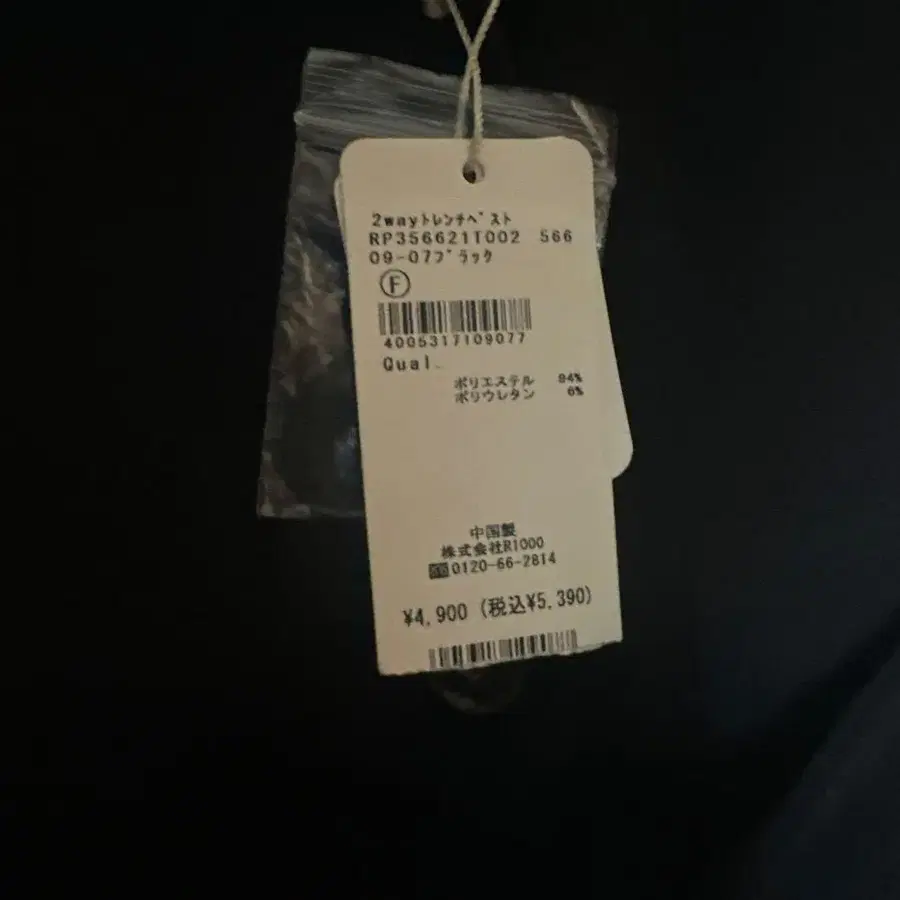 2wayﾄﾚﾝﾁﾍﾞｽﾄ
RP356621T002 566
09-07ﾌﾞﾗｯｸ
F
4005317109077
Qual.
ポリエステル 94%
ポリウレタン 6%
中国製
株式会社R1000
0120-66-2814
¥4,900 (税込¥5,390)